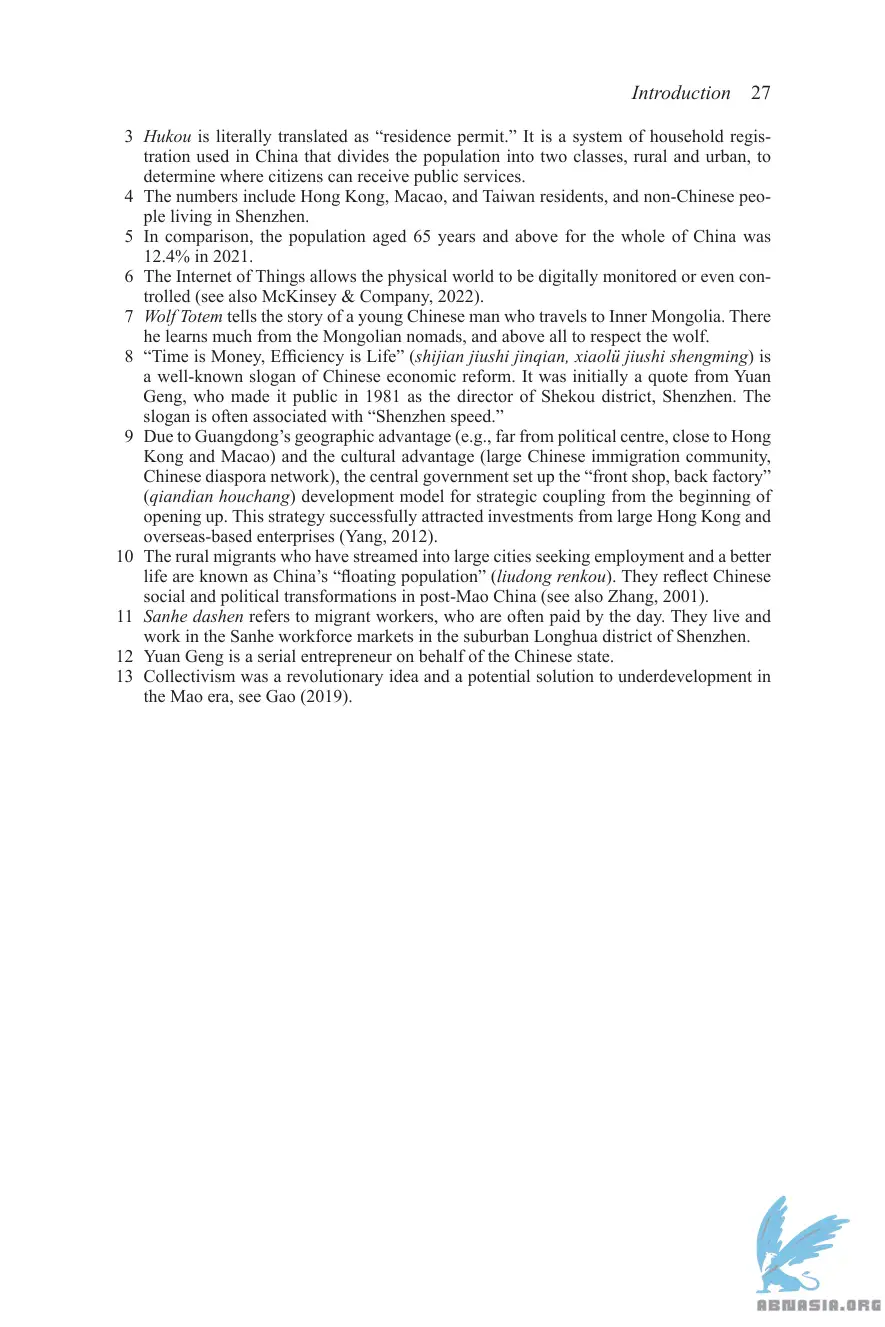 Introduction 27
3 Hukou is literally translated as “residence permit.” It is a system of household regis-
tration used in China that divides the population into two classes, rural and urban, to
determine where citizens can receive public services.
4 The numbers include Hong Kong, Macao, and Taiwan residents, and non-Chinese peo-
ple living in Shenzhen.
5 In comparison, the population aged 65 years and above for the whole of China was
12.4% in 2021.
6 The Internet of Things allows the physical world to be digitally monitored or even con-
trolled (see also McKinsey & Company, 2022).
7 Wolf Totem tells the story of a young Chinese man who travels to Inner Mongolia. There
he learns much from the Mongolian nomads, and above all to respect the wolf.
8 “Time is Money, Efficiency is Life” (shijian jiushi jinqian, xiaolü jiushi shengming) is
a well-known slogan of Chinese economic reform. It was initially a quote from Yuan
Geng, who made it public in 1981 as the director of Shekou district, Shenzhen. The
slogan is often associated with “Shenzhen speed.”
9 Due to Guangdong’s geographic advantage (e.g., far from political centre, close to Hong
Kong and Macao) and the cultural advantage (large Chinese immigration community,
Chinese diaspora network), the central government set up the “front shop, back factory”
(qiandian houchang) development model for strategic coupling from the beginning of
opening up. This strategy successfully attracted investments from large Hong Kong and
overseas-based enterprises (Yang, 2012).
10 The rural migrants who have streamed into large cities seeking employment and a better
life are known as China’s “floating population” (liudong renkou). They reflect Chinese
social and political transformations in post-Mao China (see also Zhang, 2001).
11 Sanhe dashen refers to migrant workers, who are often paid by the day. They live and
work in the Sanhe workforce markets in the suburban Longhua district of Shenzhen.
12 Yuan Geng is a serial entrepreneur on behalf of the Chinese state.
13 Collectivism was a revolutionary idea and a potential solution to underdevelopment in
the Mao era, see Gao (2019).
ABNASIA.ORG